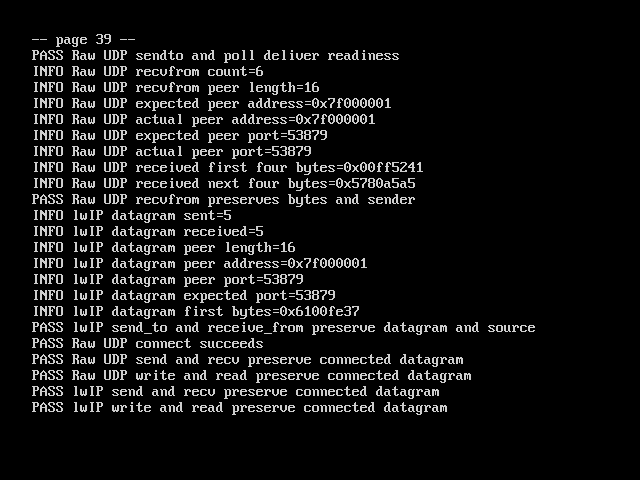 -- page 39 --
PASS Raw UDP sendto and poll deliver readiness
INFO Raw UDP recvfrom count=6
INFO Raw UDP recvfrom peer length=16
INFO Raw UDP expected peer address=0x7f000001
INFO Raw UDP actual peer address=0x7f000001
INFO Raw UDP expected peer port=53879
INFO Raw UDP actual peer port=53879
INFO Raw UDP received first four bytes=0x00ff5241
INFO Raw UDP received next four bytes=0x5780a5a5
PASS Raw UDP recvfrom preserves bytes and sender
INFO lwIP datagram sent=5
INFO lwIP datagram received=5
INFO lwIP datagram peer length=16
INFO lwIP datagram peer address=0x7f000001
INFO lwIP datagram peer port=53879
INFO lwIP datagram expected port=53879
INFO lwIP datagram first bytes=0x6100fe37
PASS lwIP send_to and receive_from preserve datagram and source
PASS Raw UDP connect succeeds
PASS Raw UDP send and recv preserve connected datagram
PASS Raw UDP write and read preserve connected datagram
PASS lwIP send and recv preserve connected datagram
PASS lwIP write and read preserve connected datagram